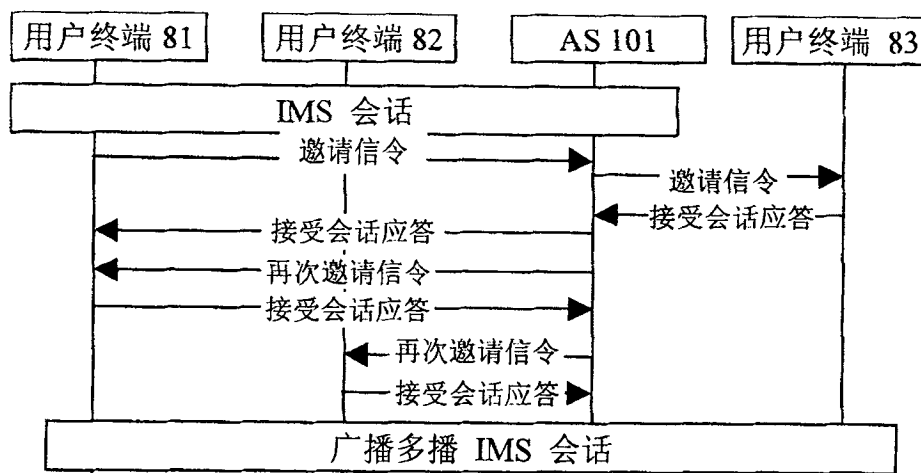 用户终端 81
用户终端 82
AS 101
用户终端 83
IMS 会话
邀请信令
邀请信令
接受会话应答
接受会话应答
再次邀请信令
接受会话应答
再次邀请信令
接受会话应答
广播多播 IMS 会话